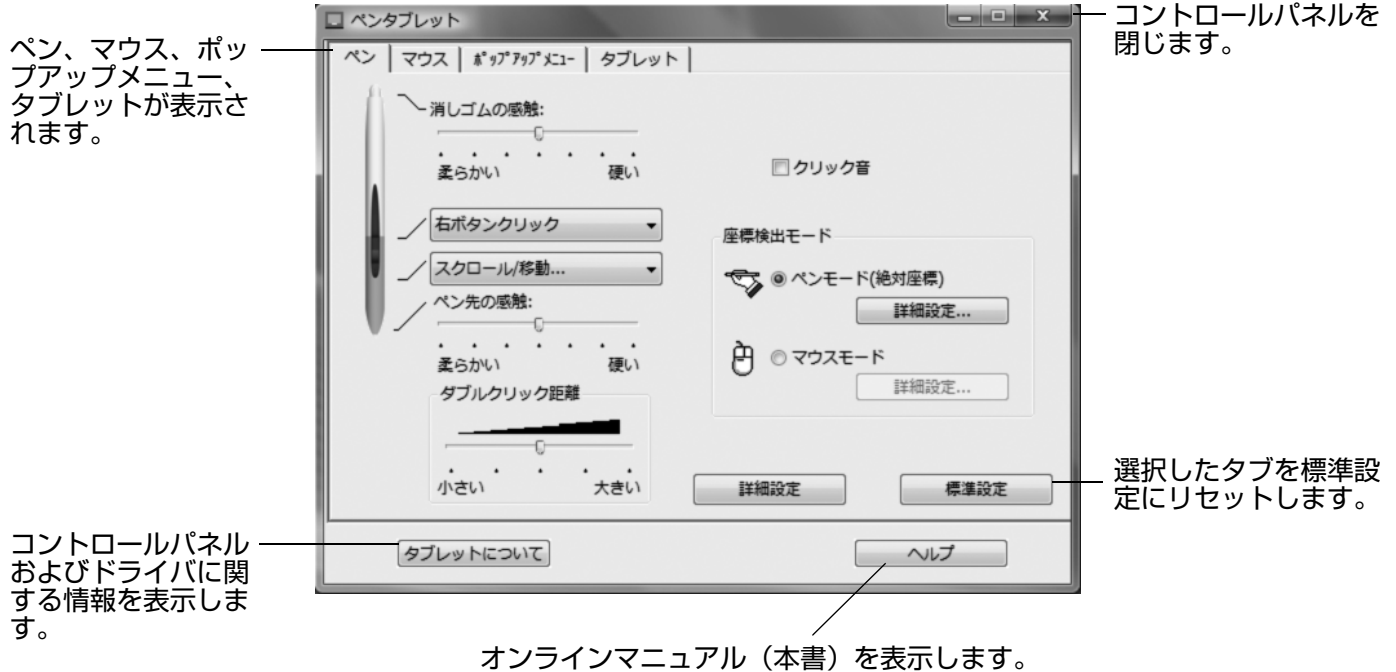 ペンタブレット
コントロールパネルを
閉じます。
ペン、マウス、ポッ
プアップメニュー、
タブレットが表示さ
れます。
ペン
マウス
ﾎﾟｯﾌﾟｱｯﾌﾟﾒﾆｭｰ
タブレット
消しゴムの感触:
柔らかい
硬い
クリック音
右ボタンクリック
スクロール/移動...
ペン先の感触:
柔らかい
硬い
座標検出モード
ペンモード(絶対座標)
詳細設定...
マウスモード
詳細設定...
ダブルクリック距離
小さい
大きい
詳細設定
標準設定
選択したタブを標準設
定にリセットします。
コントロールパネル
およびドライバに関
する情報を表示しま
す。
タブレットについて
ヘルプ
オンラインマニュアル（本書）を表示します。